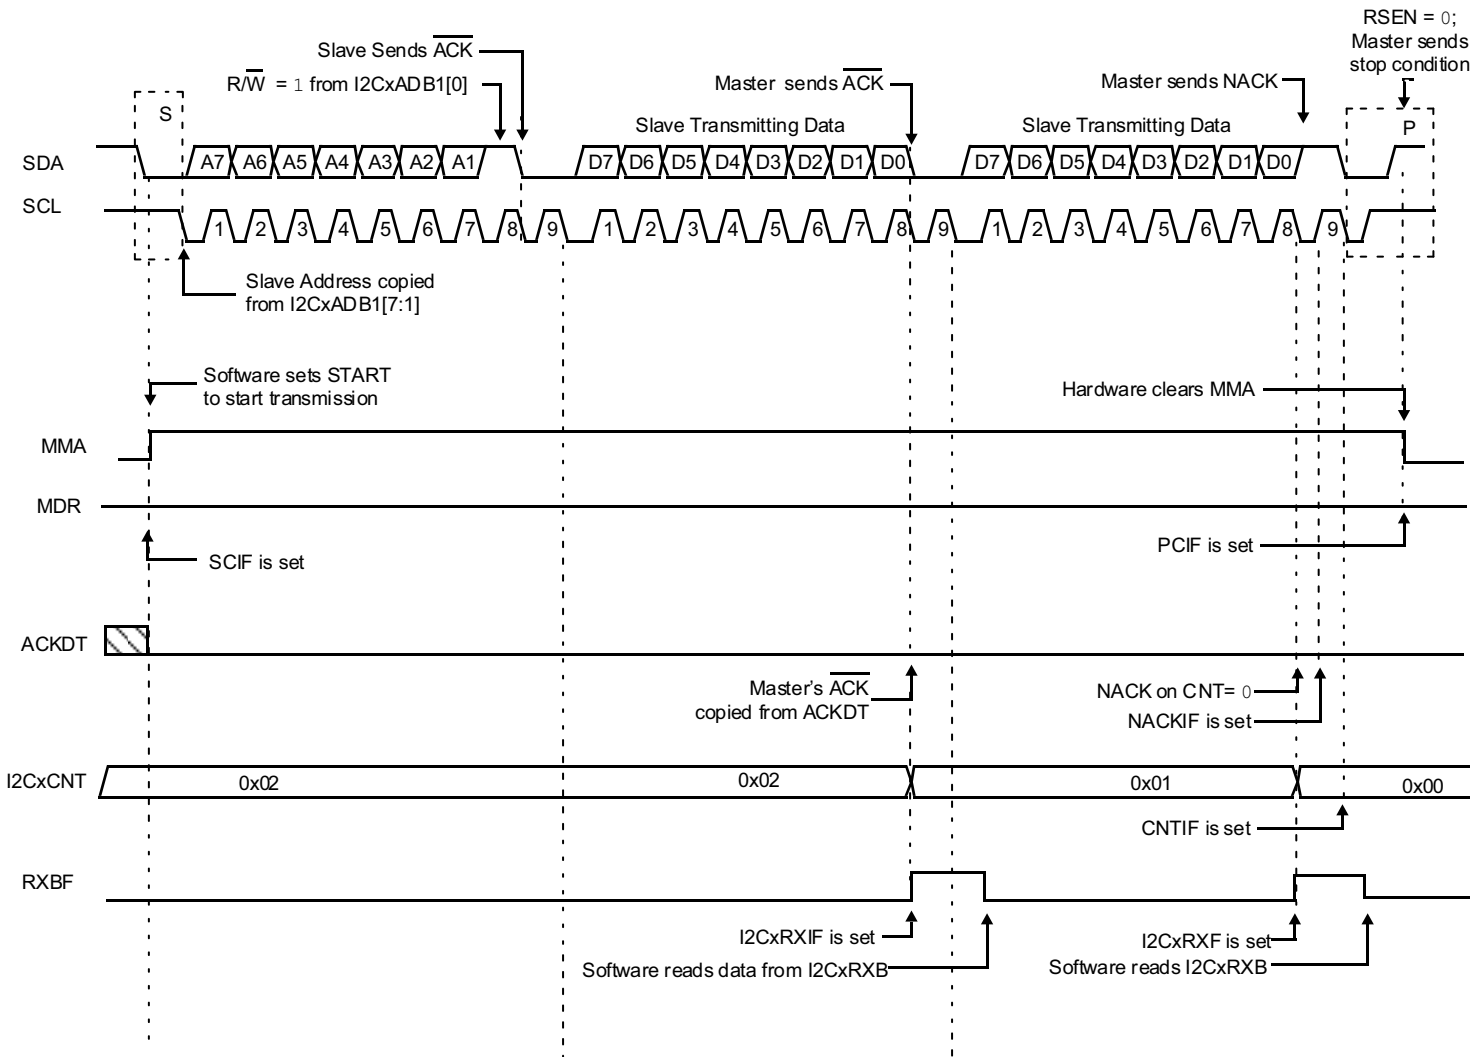 RSEN = 0;
Master sends
stop condition
Slave Sends ACK
R/W = 1 from I2CxADB1[0]
Master sends ACK
Master sends NACK
S
Slave Transmitting Data
Slave Transmitting Data
P
SDA
A7 A6 A5 A4 A3 A2 A1
D7 D6 D5 D4 D3 D2 D1 D0
D7 D6 D5 D4 D3 D2 D1 D0
SCL
1 2 3 4 5 6 7 8 9
1 2 3 4 5 6 7 8 9
1 2 3 4 5 6 7 8 9
Slave Address copied
from I2CxADB1[7:1]
Software sets START
to start transmission
Hardware clears MMA
MMA
MDR
SCIF is set
PCIF is set
ACKDT
Master's ACK
copied from ACKDT
NACK on CNT= 0
NACKIF is set
I2CxCNT
0x02
0x02
0x01
0x00
CNTIF is set
RXBF
I2CxRXIF is set
Software reads data from I2CxRXB
I2CxRXF is set
Software reads I2CxRXB